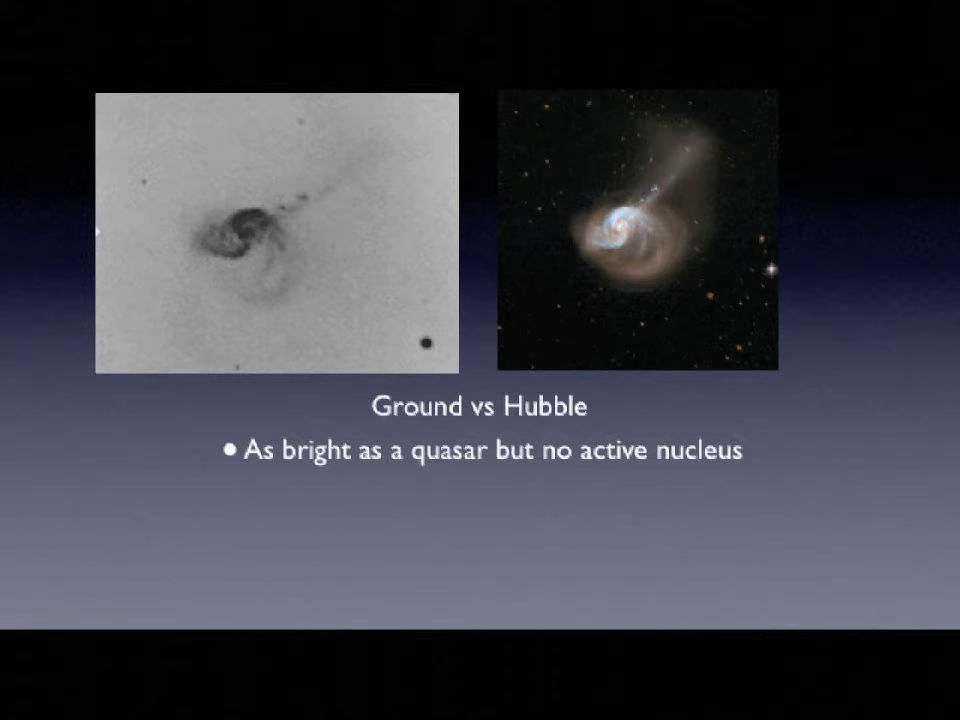 Ground vs Hubble
• As bright as a quasar but no active nucleus